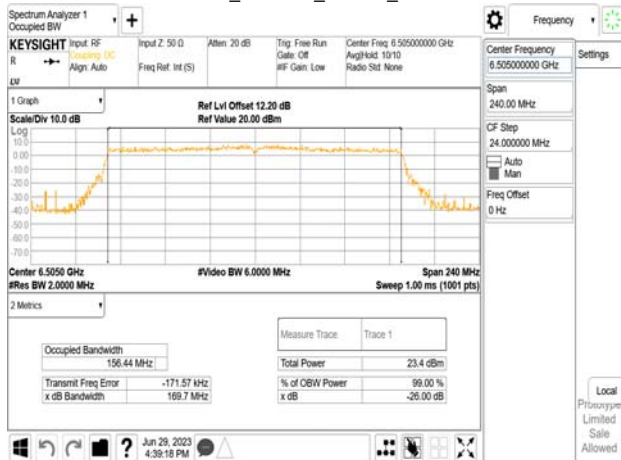 Spectrum Analyzer 1
Occupied BW
+
Frequency
KEYSIGHT
R
LVI
Input: RF
Coupling: DC
Align: Auto
Input Z: 50 Ω
Freq Ref: Int (S)
Atten: 20 dB
Trig: Free Run
Gate: Off
#IF Gain: Low
Center Freq: 6.505000000 GHz
Avg|Hold: 10/10
Radio Std: None
Center Frequency
6.505000000 GHz
Settings
Span
240.00 MHz
CF Step
24.000000 MHz
Auto
Man
Freq Offset
0 Hz
1 Graph
Scale/Div 10.0 dB
Ref Lvl Offset 12.20 dB
Ref Value 20.00 dBm
Log
10.0
0.00
-10.0
-20.0
-30.0
-40.0
-50.0
-60.0
-70.0
Center 6.5050 GHz
#Res BW 2.0000 MHz
#Video BW 6.0000 MHz
Span 240 MHz
Sweep 1.00 ms (1001 pts)
2 Metrics
Measure Trace
Trace 1
Occupied Bandwidth
156.44 MHz
Total Power
23.4 dBm
Transmit Freq Error
-171.57 kHz
% of OBW Power
99.00 %
x dB Bandwidth
169.7 MHz
x dB
-26.00 dB
Local
Prototype
Limited
Sale
Allowed
?
Jun 29, 2023
4:39:18 PM